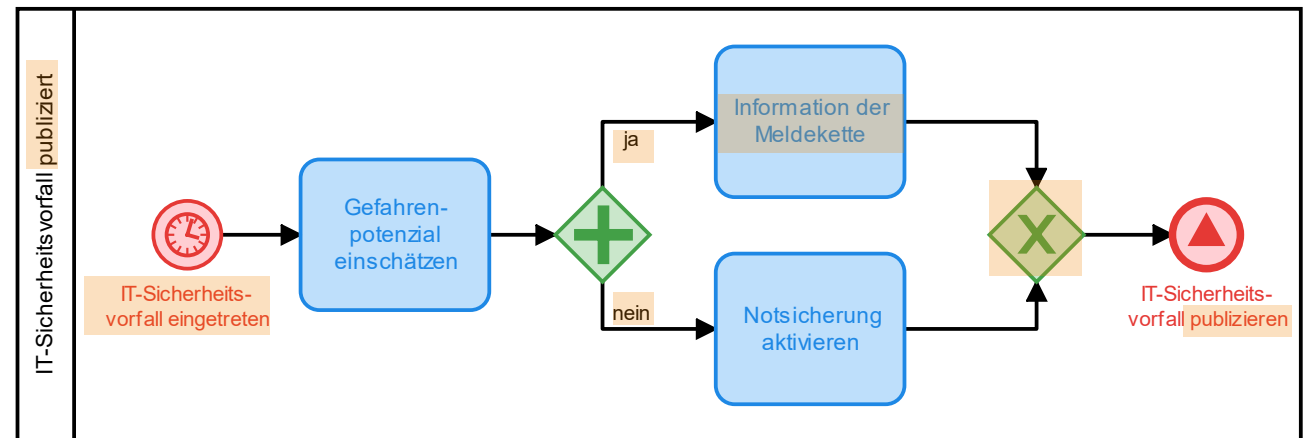 IT-Sicherheitsvorfall publiziert
IT-Sicherheits-
vorfall eingetreten
Gefahren-
potenzial
einschätzen
ja
nein
Information der
Meldekette
Notsicherung
aktivieren
X
IT-Sicherheits-
vorfall publizieren